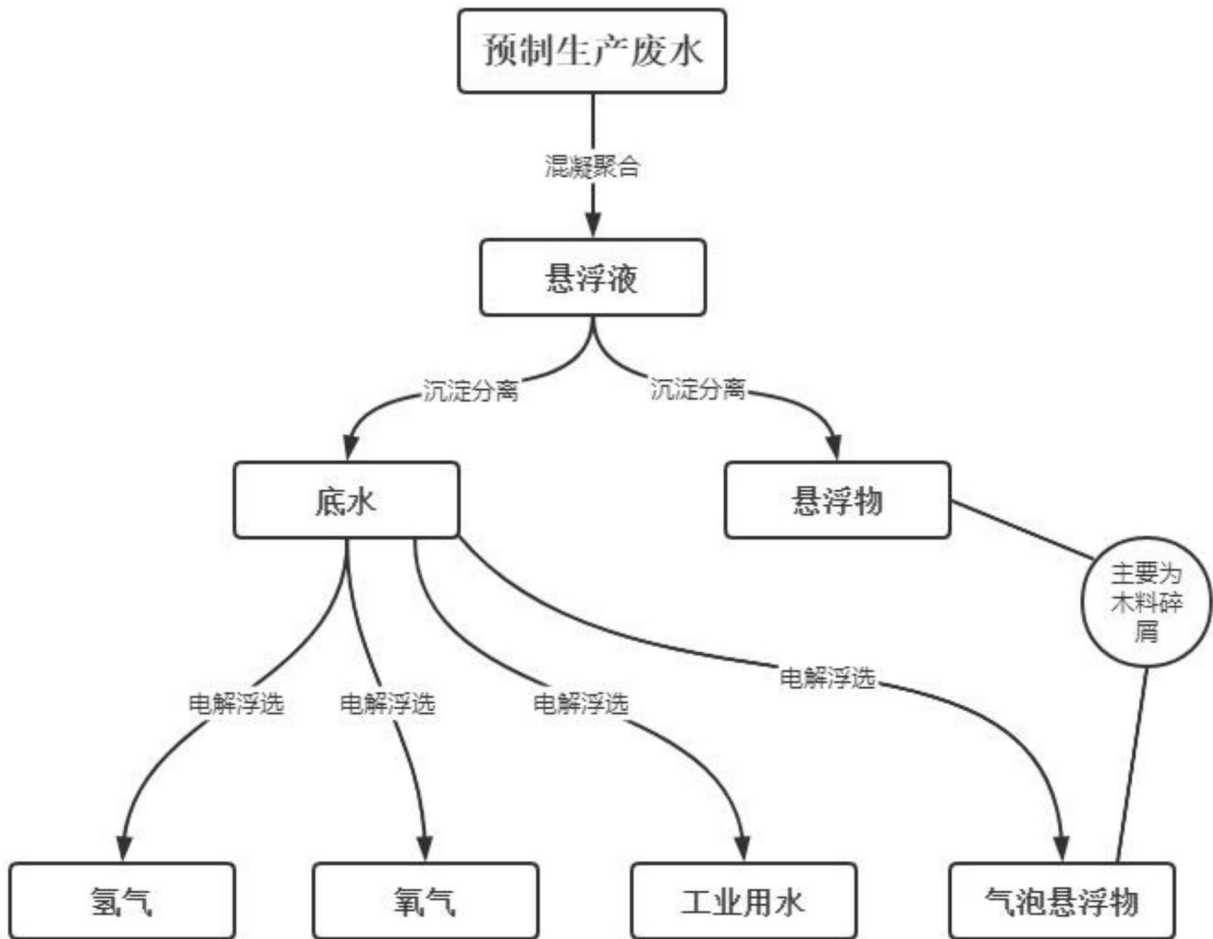 预制生产废水
混凝聚合
悬浮液
沉淀分离
沉淀分离
底水
悬浮物
主要为
木料碎
屑
电解浮选
电解浮选
电解浮选
电解浮选
氢气
氧气
工业用水
气泡悬浮物